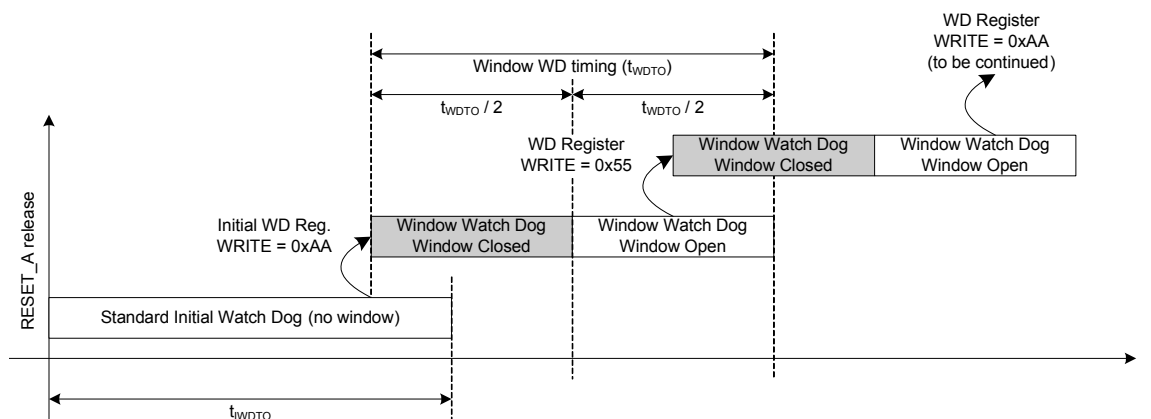 WD Register
WRITE = 0xAA
(to be continued)
Window WD timing (tWDTO)
tWDTO / 2
tWDTO / 2
WD Register
WRITE = 0x55
Window Watch Dog
Window Closed
Window Watch Dog
Window Open
Initial WD Reg.
WRITE = 0xAA
Window Watch Dog
Window Closed
Window Watch Dog
Window Open
RESET_A release
Standard Initial Watch Dog (no window)
tIWDTO